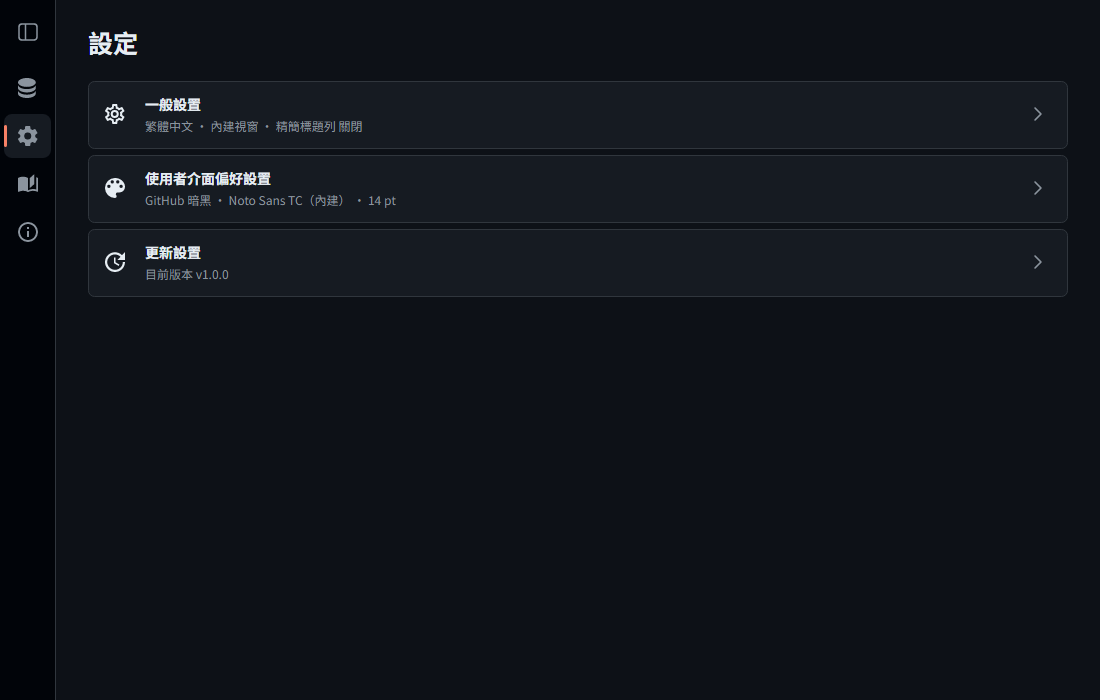 設定
一般設置
繁體中文 • 內建視窗 • 精簡標題列 關閉
使用者介面偏好設置
GitHub 暗黑 • Noto Sans TC（內建） • 14 pt
更新設置
目前版本 v1.0.0